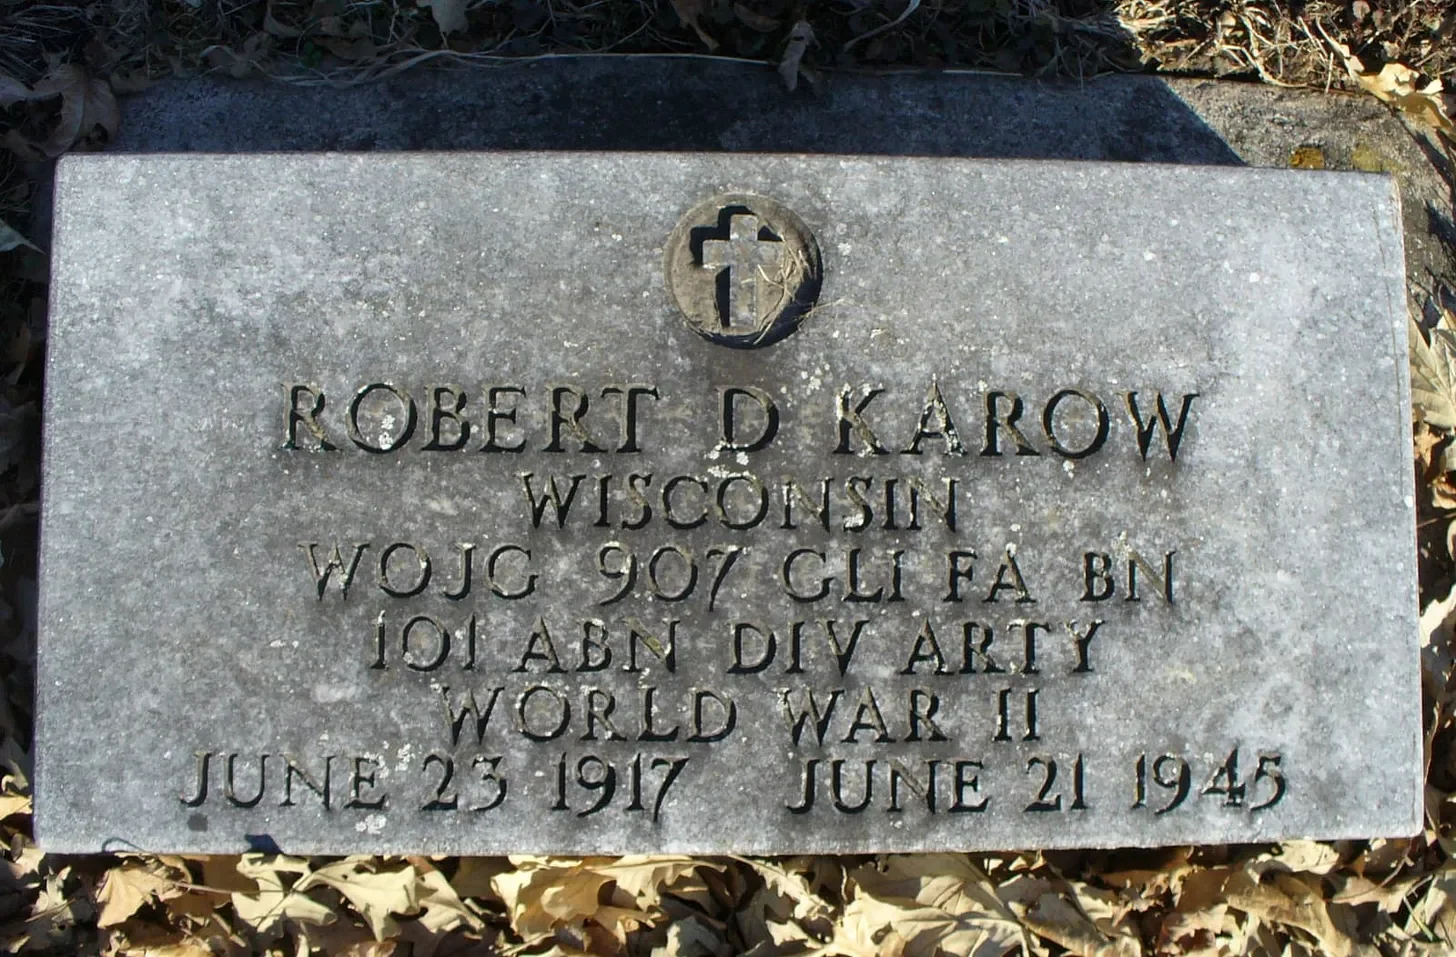 ROBERT D KAROW
WISCONSIN
WOJG 907 GLI FA BN
101 ABN DIV ARTY
WORLD WAR II
JUNE 23 1917 JUNE 21 1945